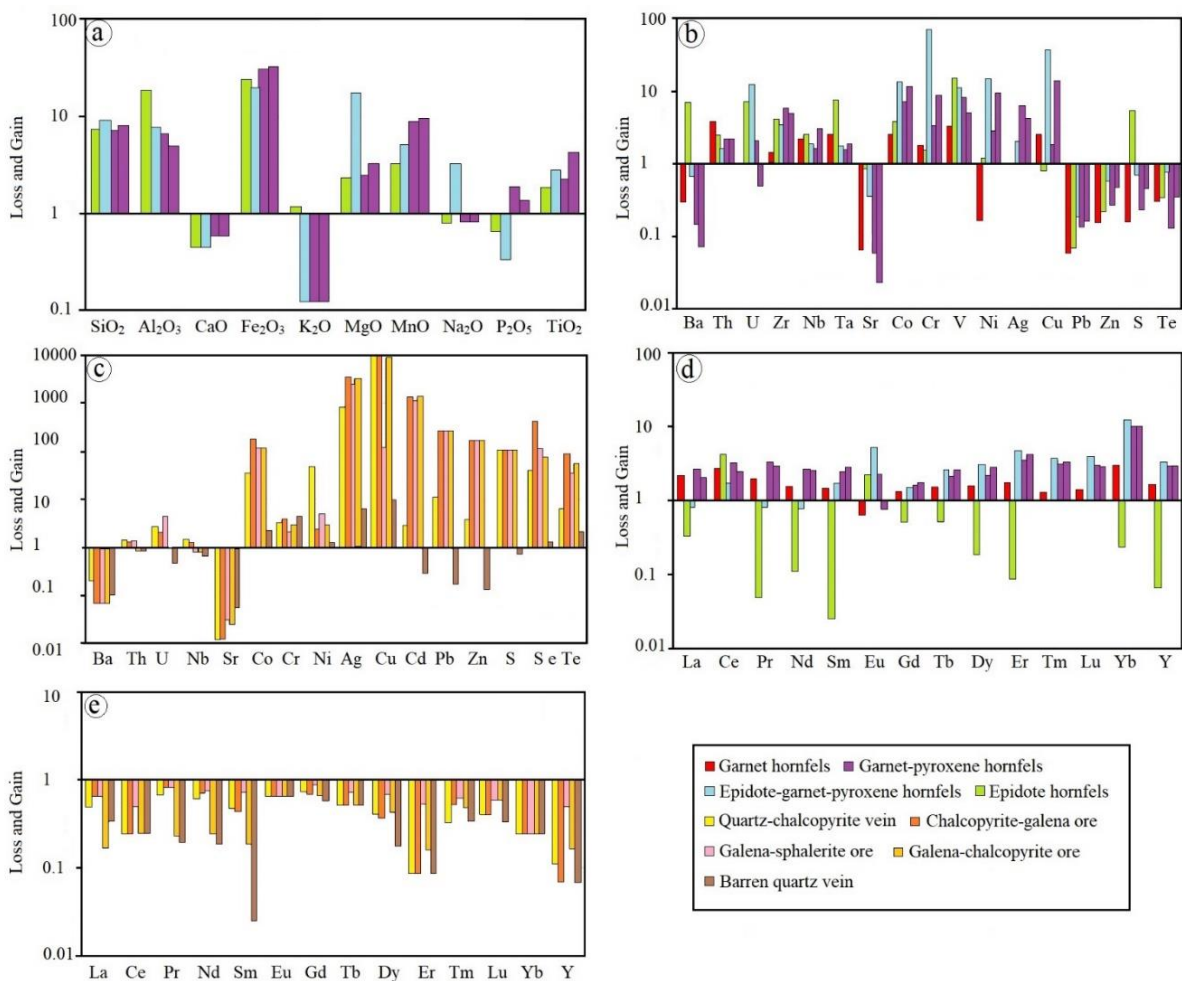 a
Loss and Gain
100
10
1
0.1
SiO₂ Al₂O₃ CaO Fe₂O₃ K₂O MgO MnO Na₂O P₂O₅ TiO₂
b
Loss and Gain
100
10
1
0.1
0.01
Ba Th U Zr Nb Ta Sr Co Cr V Ni Ag Cu Pb Zn S Te
c
Loss and Gain
10000
1000
100
10
1
0.1
0.01
Ba Th U Nb Sr Co Cr Ni Ag Cu Cd Pb Zn S S e Te
d
Loss and Gain
100
10
1
0.1
0.01
La Ce Pr Nd Sm Eu Gd Tb Dy Er Tm Lu Yb Y
e
Loss and Gain
10
1
0.1
0.01
La Ce Pr Nd Sm Eu Gd Tb Dy Er Tm Lu Yb Y
Garnet hornfels Garnet-pyroxene hornfels
Epidote-garnet-pyroxene hornfels Epidote hornfels
Quartz-chalcopyrite vein Chalcopyrite-galena ore
Galena-sphalerite ore Galena-chalcopyrite ore
Barren quartz vein